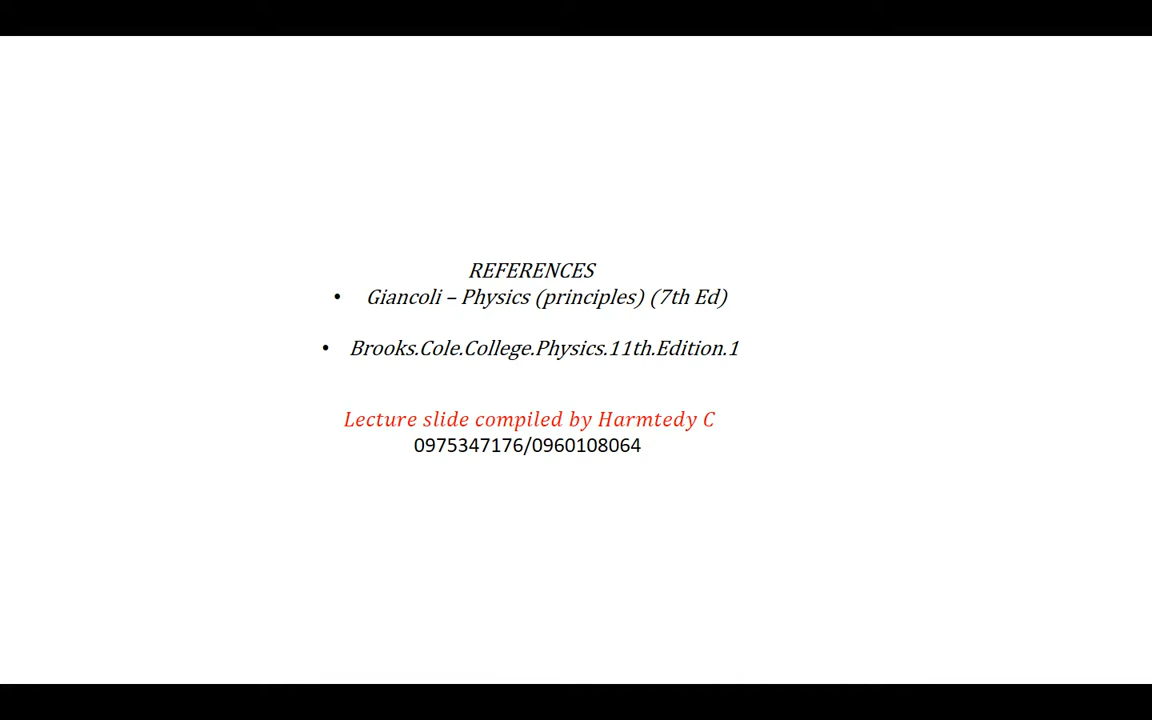 REFERENCES
• Giancoli – Physics (principles) (7th Ed)
• Brooks.Cole.College.Physics.11th.Edition.1
Lecture slide compiled by Harmtedy C
0975347176/0960108064